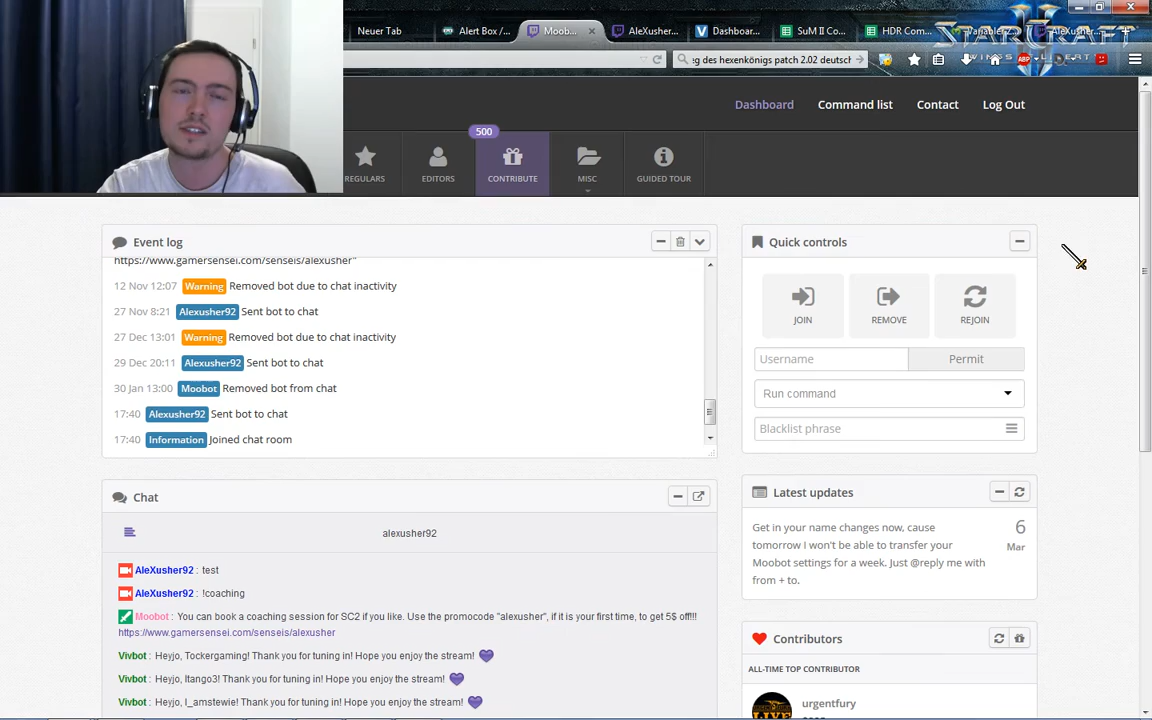 Neuer Tab
Alert Box /...
Moob...
AleXusher...
Dashboar...
SuM II Co...
HDR Com...
StarCraft
Wings of Liberty
eg des hexenkönigs patch 2.02 deutsch
ABP
Dashboard
Command list
Contact
Log Out
500
REGULARS
EDITORS
CONTRIBUTE
MISC
GUIDED TOUR
Event log
https://www.gamersensei.com/senseis/alexusher"
12 Nov 12:07 Warning Removed bot due to chat inactivity
27 Nov 8:21 Alexusher92 Sent bot to chat
27 Dec 13:01 Warning Removed bot due to chat inactivity
29 Dec 20:11 Alexusher92 Sent bot to chat
30 Jan 13:00 Moobot Removed bot from chat
17:40 Alexusher92 Sent bot to chat
17:40 Information Joined chat room
Quick controls
JOIN
REMOVE
REJOIN
Username
Permit
Run command
Blacklist phrase
Chat
alexusher92
AleXusher92 : test
AleXusher92 : !coaching
Moobot : You can book a coaching session for SC2 if you like. Use the promocode "alexusher", if it is your first time, to get 5$ off!!!
https://www.gamersensei.com/senseis/alexusher
Vivbot : Heyjo, Tockergaming! Thank you for tuning in! Hope you enjoy the stream!
Vivbot : Heyjo, Itango3! Thank you for tuning in! Hope you enjoy the stream!
Vivbot : Heyjo, I_amstewie! Thank you for tuning in! Hope you enjoy the stream!
Latest updates
Get in your name changes now, cause
tomorrow I won't be able to transfer your
Moobot settings for a week. Just @reply me with
from + to.
6
Mar
Contributors
ALL-TIME TOP CONTRIBUTOR
urgentfury